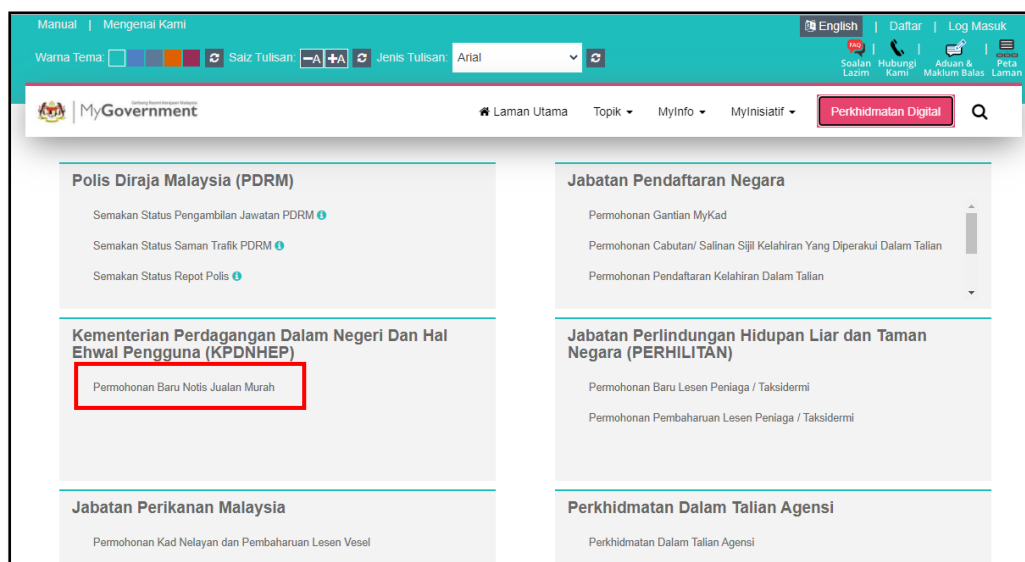 Manual | Mengenai Kami
English | Daftar | Log Masuk
Warna Tema: Saiz Tulisan: -A +A Jenis Tulisan: Arial
FAQ
Soalan Lazim
Hubungi Kami
Aduan & Maklum Balas
Peta Laman
MyGovernment
Laman Utama Topik MyInfo MyInisiatif Perkhidmatan Digital
Polis Diraja Malaysia (PDRM)
Semakan Status Pengambilan Jawatan PDRM
Semakan Status Saman Trafik PDRM
Semakan Status Repot Polis
Jabatan Pendaftaran Negara
Permohonan Gantian MyKad
Permohonan Cabutan/ Salinan Sijil Kelahiran Yang Diperakui Dalam Talian
Permohonan Pendaftaran Kelahiran Dalam Talian
Kementerian Perdagangan Dalam Negeri Dan Hal
Ehwal Pengguna (KPDNHEP)
Permohonan Baru Notis Jualan Murah
Jabatan Perlindungan Hidupan Liar dan Taman
Negara (PERHILITAN)
Permohonan Baru Lesen Peniaga / Taksidermi
Permohonan Pembaharuan Lesen Peniaga / Taksidermi
Jabatan Perikanan Malaysia
Permohonan Kad Nelayan dan Pembaharuan Lesen Vesel
Perkhidmatan Dalam Talian Agensi
Perkhidmatan Dalam Talian Agensi